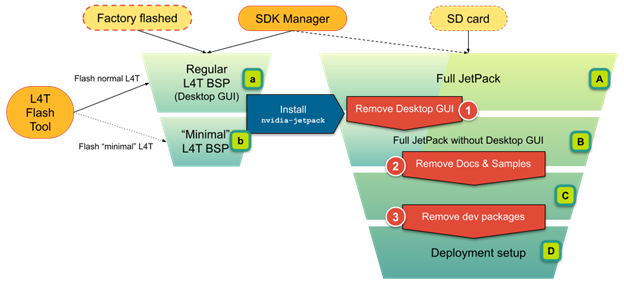 Factory flashed
SDK Manager
SD card
Regular
L4T BSP
(Desktop GUI)
a
Full JetPack
A
Flash normal L4T
L4T
Flash
Tool
Install
nvidia-jetpack
Remove Desktop GUI
1
"Minimal"
L4T BSP
b
Flash "minimal" L4T
Full JetPack without Desktop GUI
B
2
Remove Docs & Samples
C
3
Remove dev packages
Deployment setup
D